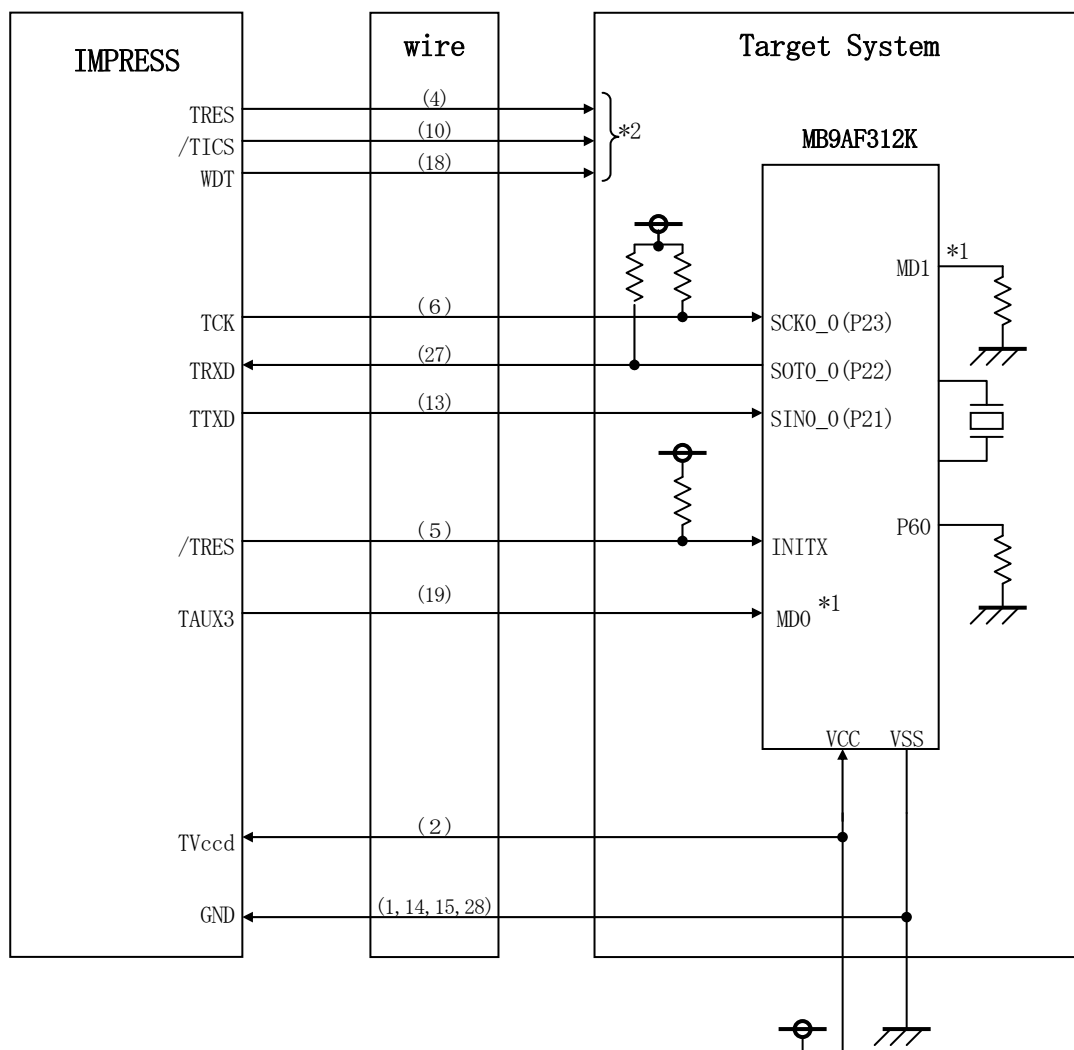 IMPRESS
wire
Target System
TRES
(4)
/TICS
(10)
*2
WDT
(18)
MB9AF312K
MD1
*1
TCK
(6)
SCK0_0(P23)
TRXD
(27)
SOT0_0(P22)
TTXD
(13)
SIN0_0(P21)
P60
/TRES
(5)
INITX
TAUX3
(19)
MD0
*1
VCC
VSS
TVccd
(2)
GND
(1,14,15,28)